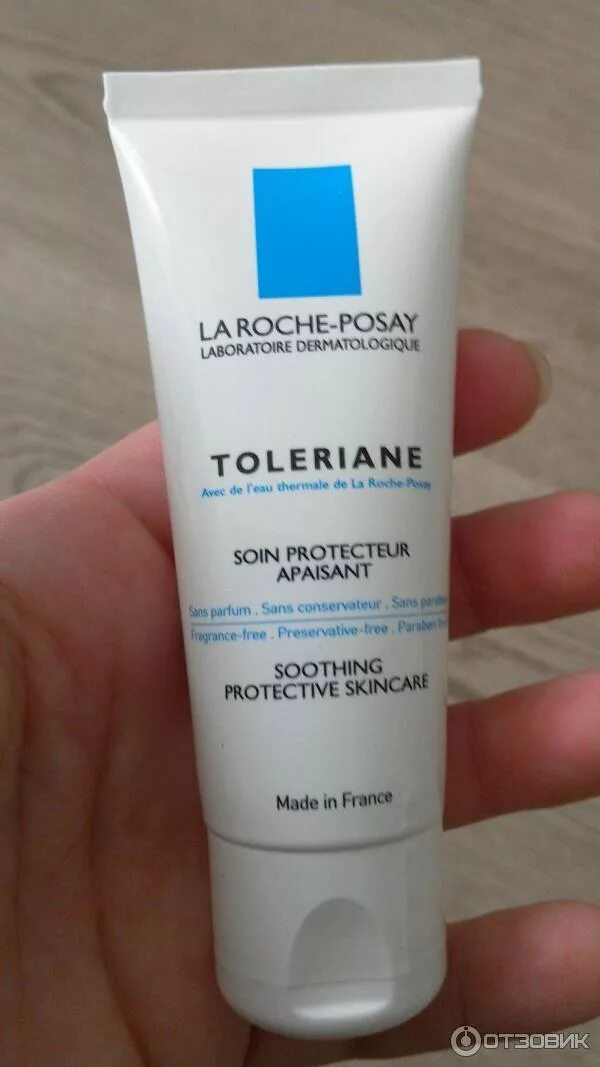 LA ROCHE-POSAY
LABORATOIRE DERMATOLOGIQUE
TOLERIANE
Avec de l'eau thermale de La Roche-Posay
SOIN PROTECTEUR
APAISANT
Sans parfum . Sans conservateur . Sans
Fragrance-free . Preservative-free . Paraben
SOOTHING
PROTECTIVE SKINCARE
Made in France
ОТЗОВИК